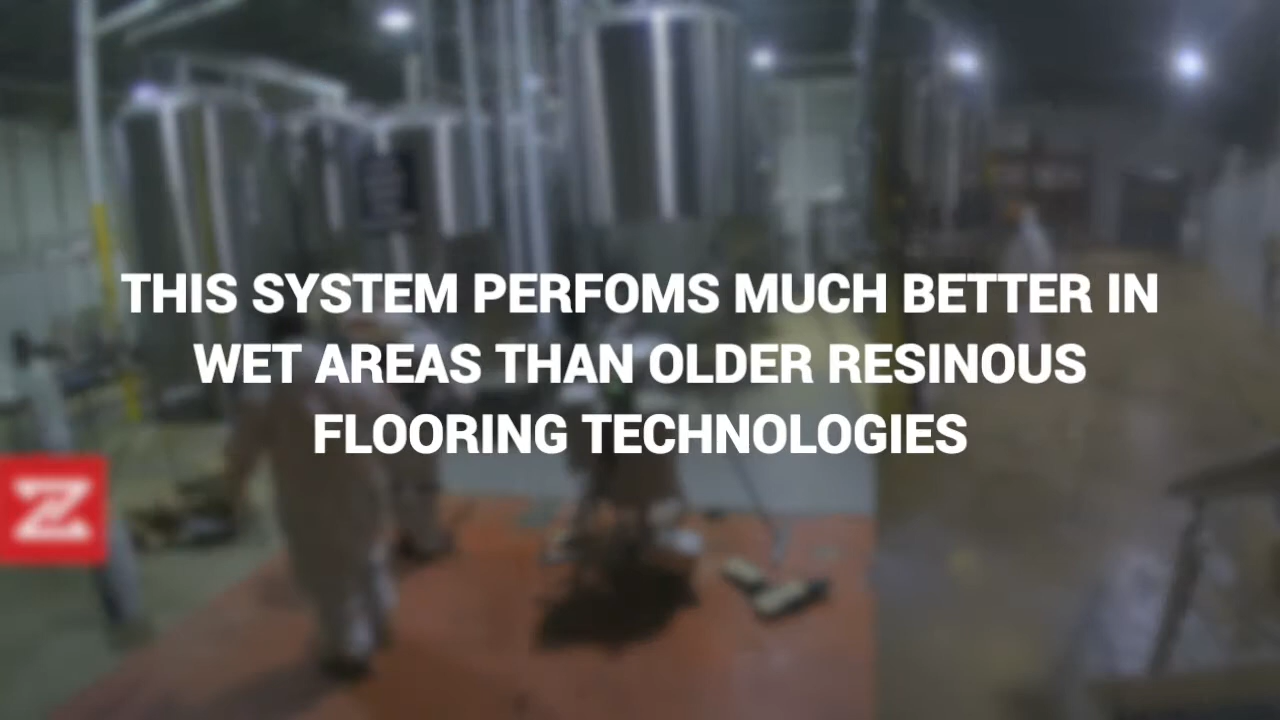 THIS SYSTEM PERFOMS MUCH BETTER IN
WET AREAS THAN OLDER RESINOUS
FLOORING TECHNOLOGIES
Z